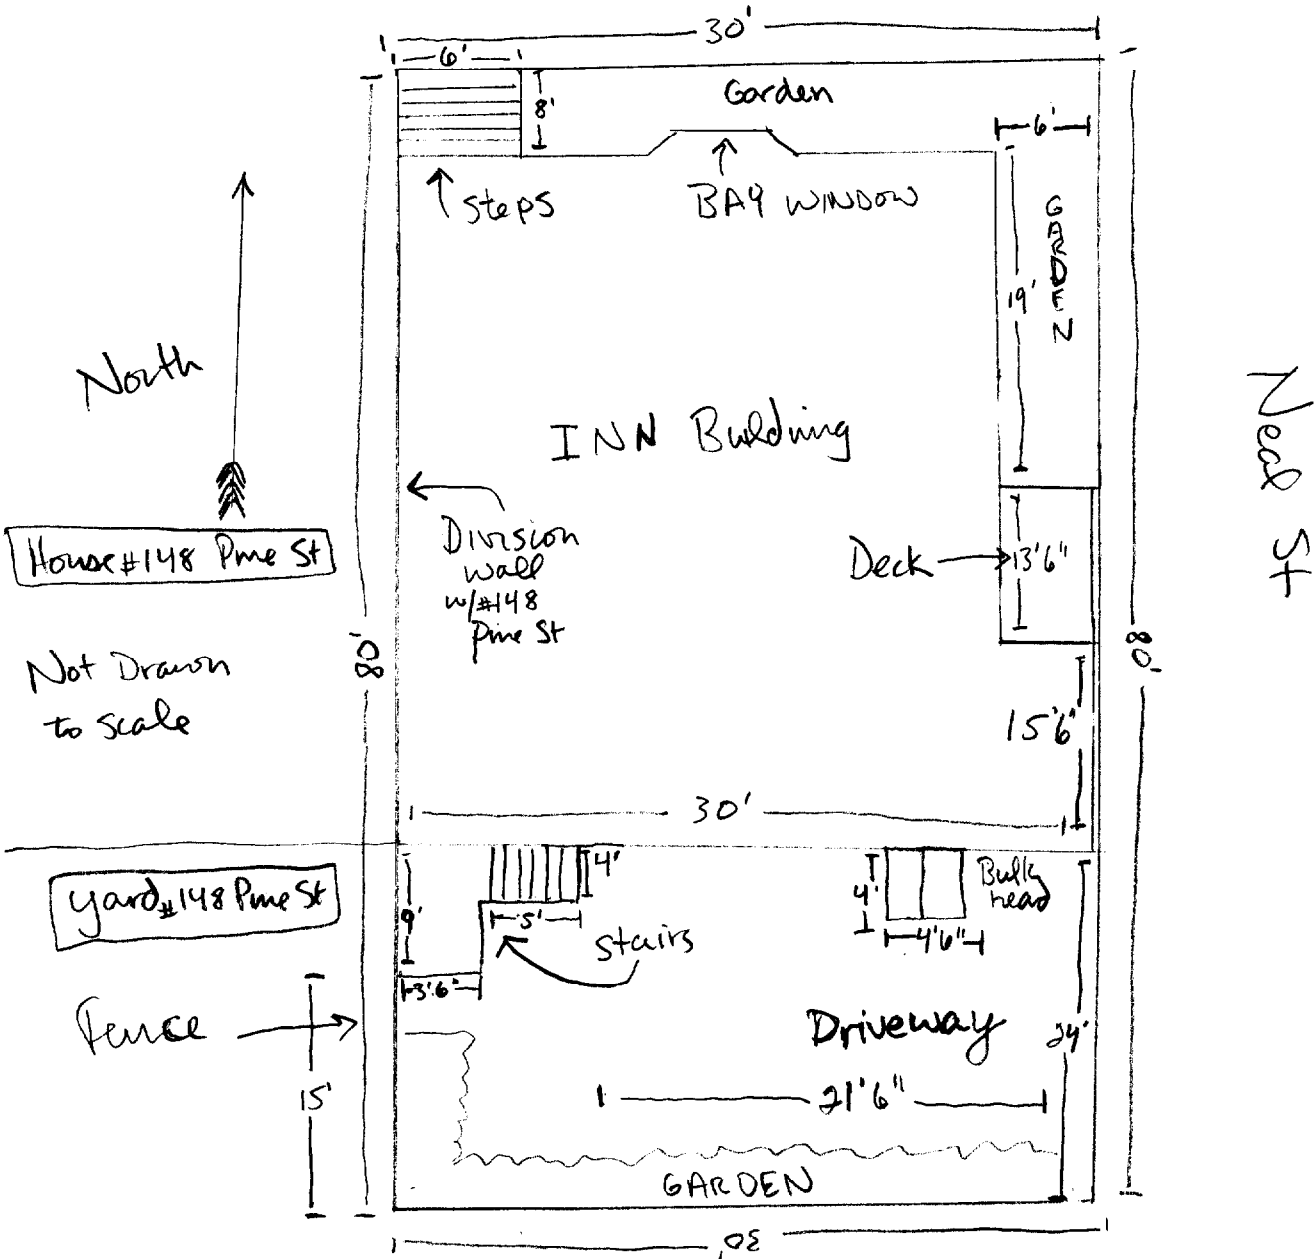 30'
6'
8'
Garden
6'
steps
BAY WINDOW
GARDEN
19'
North
INN Building
Neal St
House #148 Pine St
Division
wall
w/#148
Pine St
Deck
13'6"
Not Drawn
to scale
80'
80'
15'6"
30'
Yard #148 Pine St
4'
9'
5'
stairs
4'
4'6"
Bulk
head
3'6"
Fence
Driveway
24'
15'
21'6"
GARDEN
30'